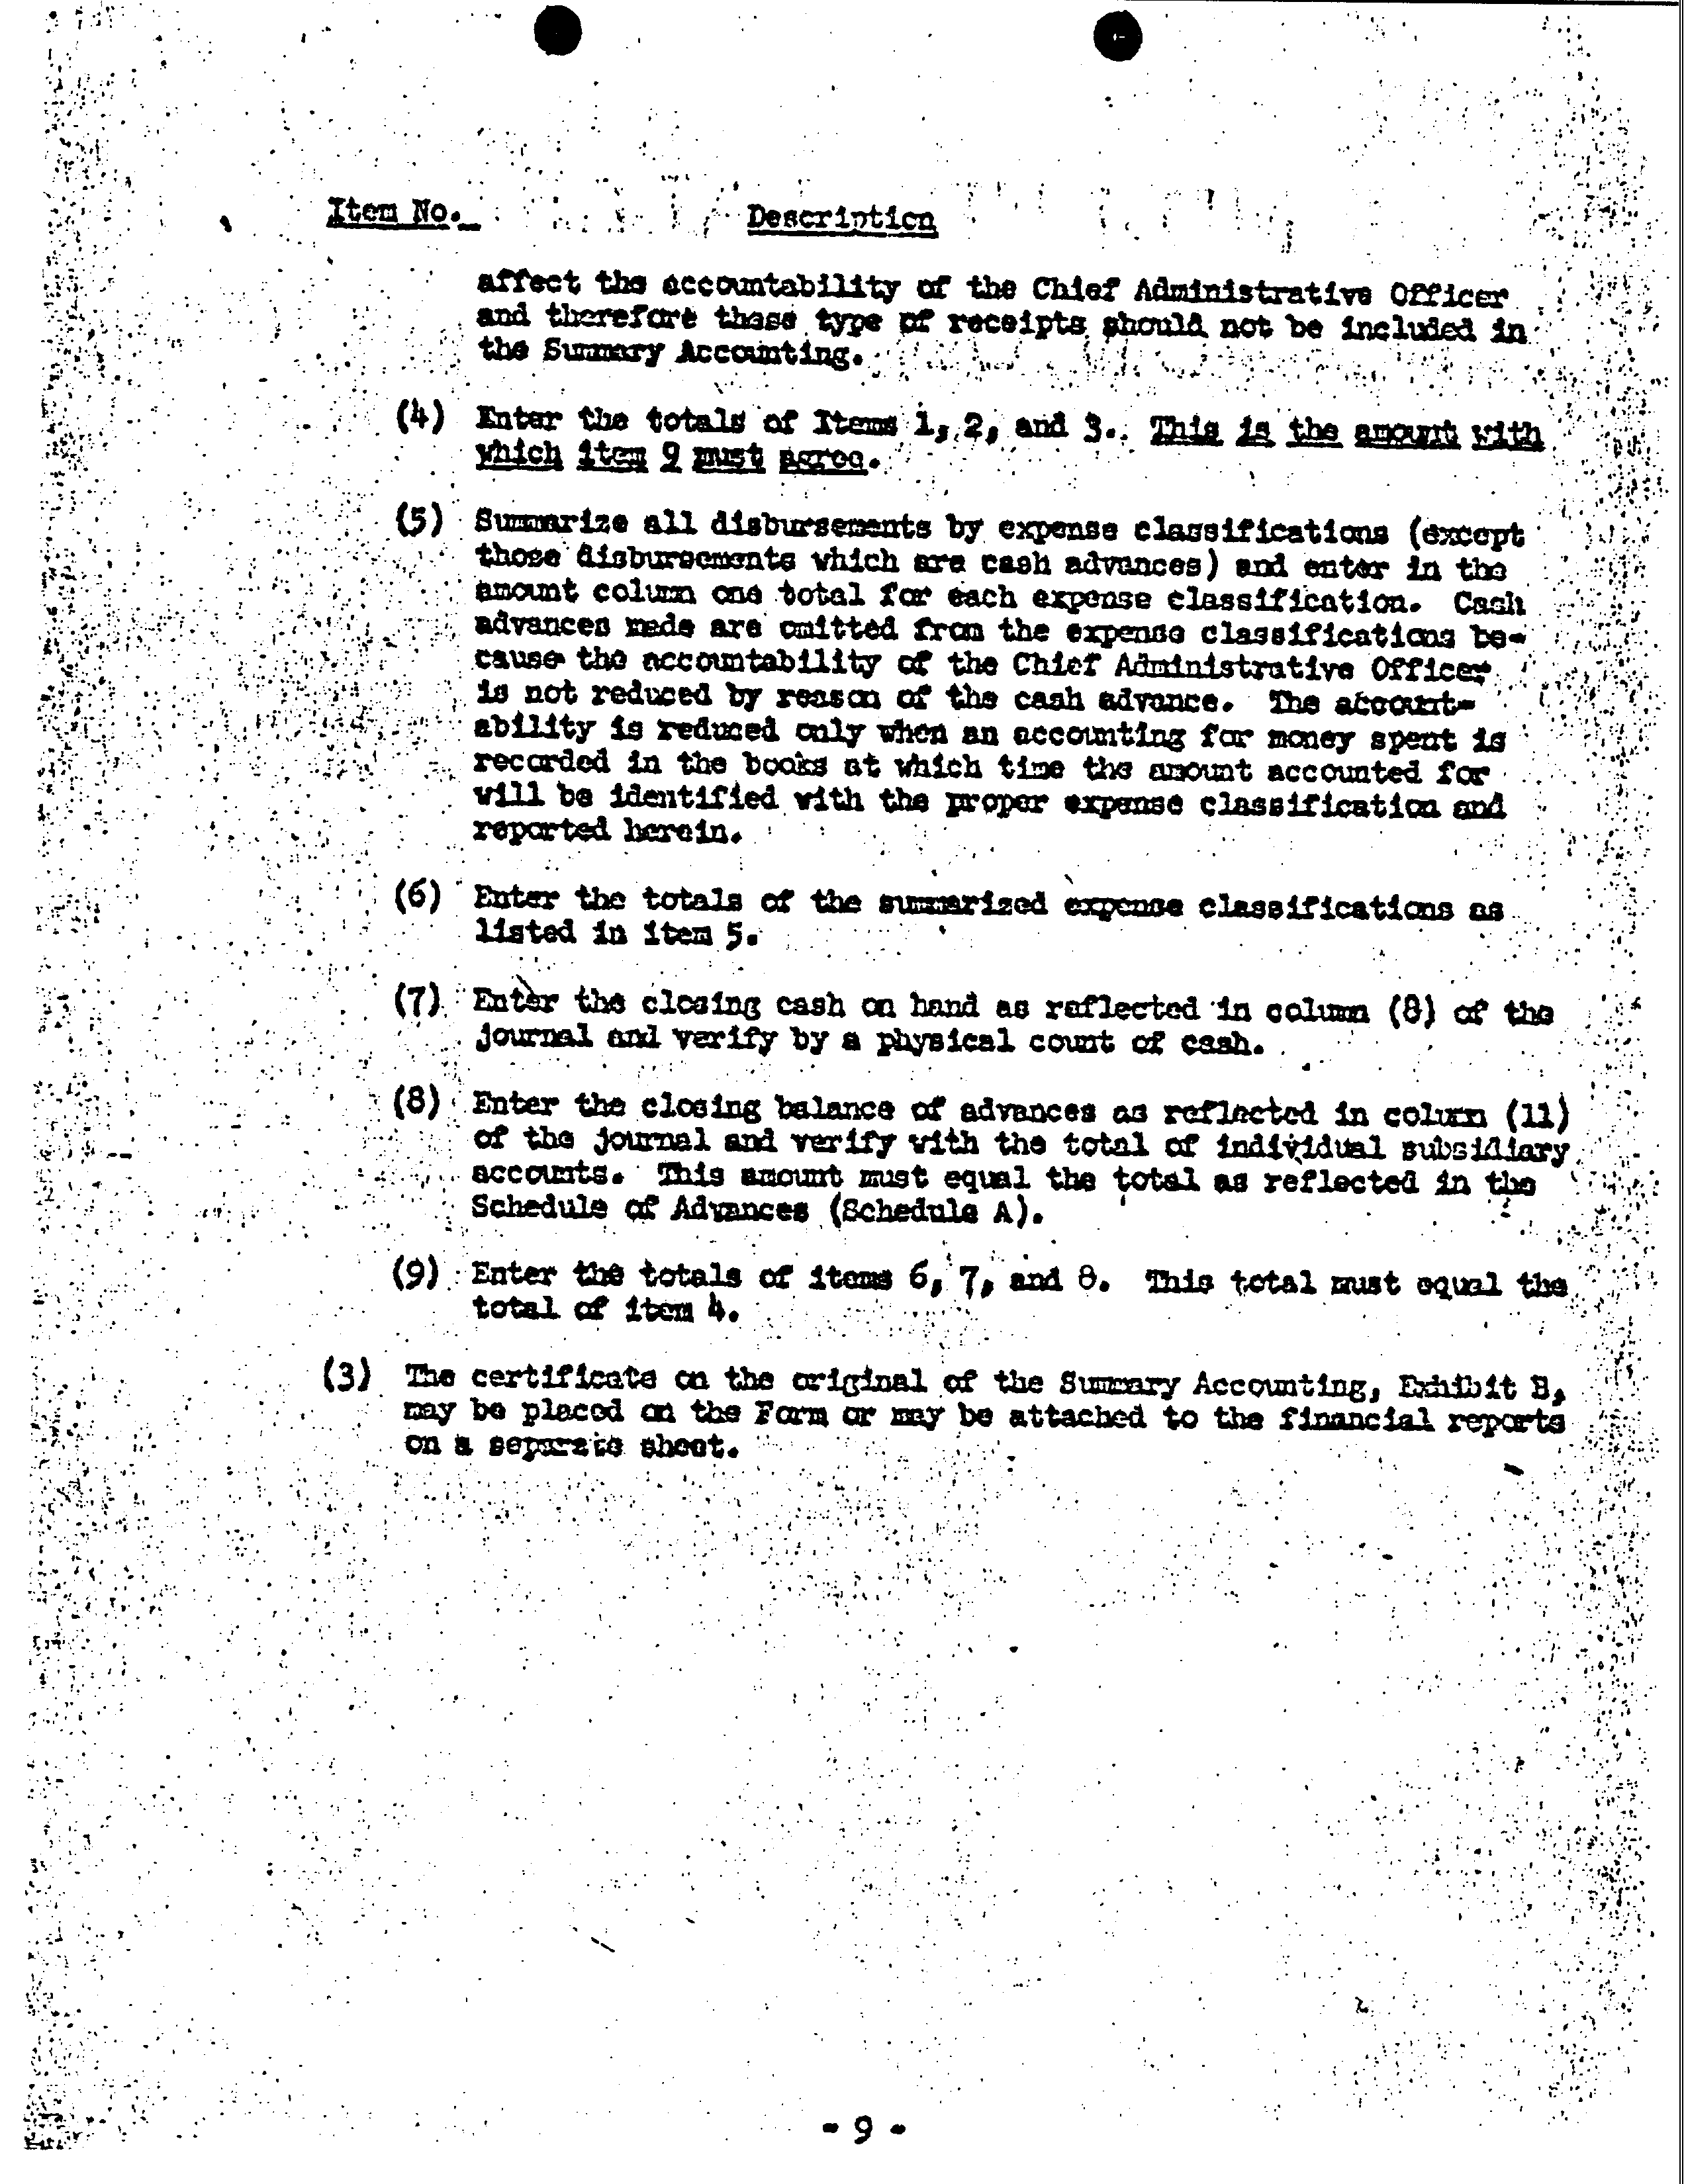 Item No.
Description
affect the accountability of the Chief Administrative Officer
and therefore these type of receipts should not be included in
the Summary Accounting.
(4) Enter the totals of Items 1, 2, and 3. This is the amount with
which item 9 must agree.
(5) Summarize all disbursements by expense classifications (except
those disbursements which are cash advances) and enter in the
amount column one total for each expense classification. Cash
advances made are omitted from the expense classifications be-
cause the accountability of the Chief Administrative Officer
is not reduced by reason of the cash advance. The account-
ability is reduced only when an accounting for money spent is
recorded in the books at which time the amount accounted for
will be identified with the proper expense classification and
reported herein.
(6) Enter the totals of the summarized expense classifications as
listed in item 5.
(7) Enter the closing cash on hand as reflected in column (8) of the
journal and verify by a physical count of cash.
(8) Enter the closing balance of advances as reflected in column (11)
of the journal and verify with the total of individual subsidiary
accounts. This amount must equal the total as reflected in the
Schedule of Advances (Schedule A).
(9) Enter the totals of items 6, 7, and 8. This total must equal the
total of item 4.
(3) The certificate on the original of the Summary Accounting, Exhibit B,
may be placed on the Form or may be attached to the financial reports
on a separate sheet.
- 9 -